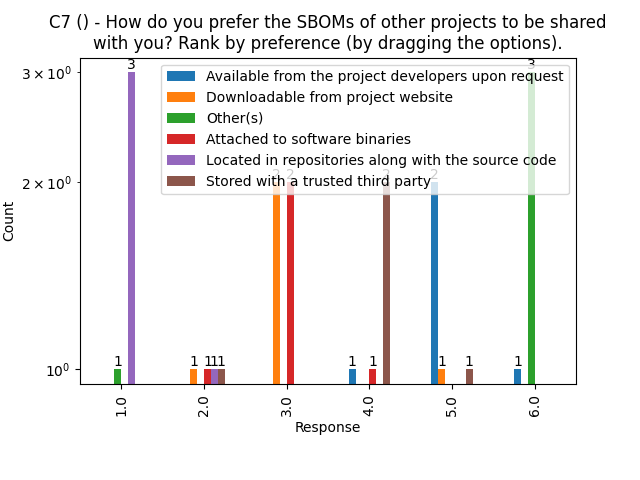 C7 () - How do you prefer the SBOMs of other projects to be shared
with you? Rank by preference (by dragging the options).
Count
3 × 10⁰
2 × 10⁰
10⁰
Available from the project developers upon request
Downloadable from project website
Other(s)
Attached to software binaries
Located in repositories along with the source code
Stored with a trusted third party
3 3
2 2 2 2
1 1 1 1 1 1 1 1 1 1
1.0 2.0 3.0 4.0 5.0 6.0
Response